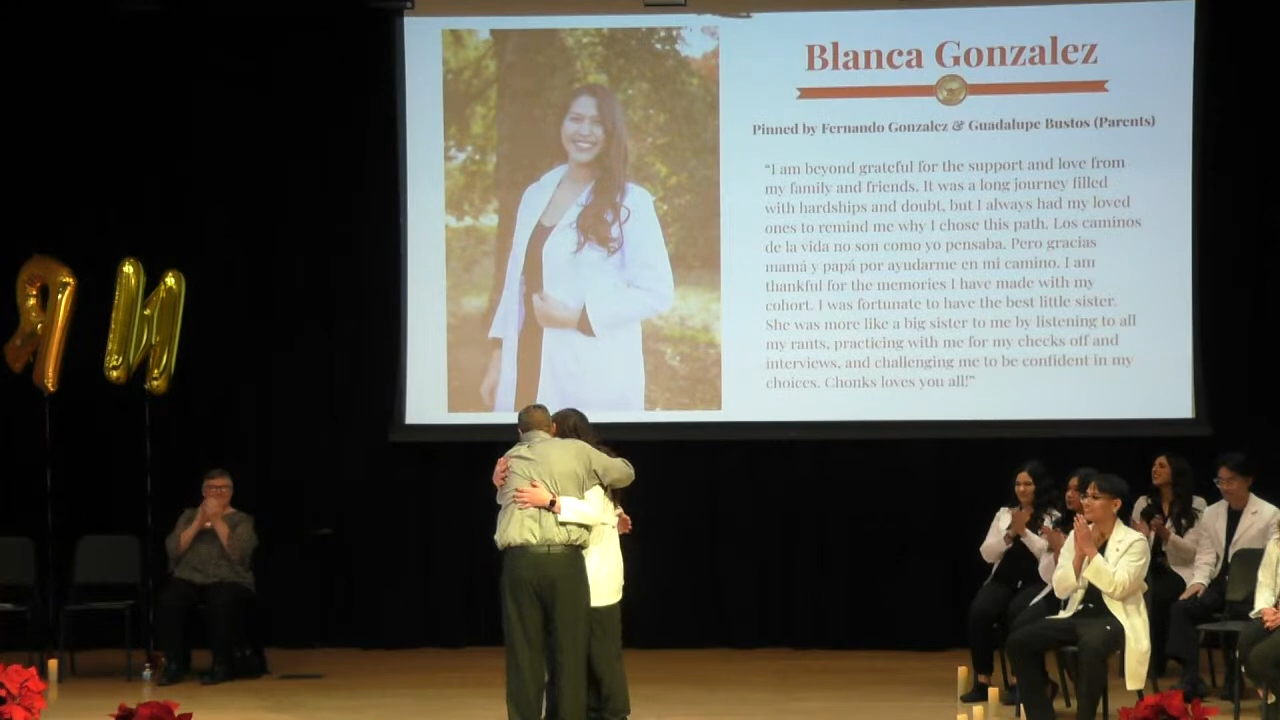 Blanca Gonzalez
Pinned by Fernando Gonzalez & Guadalupe Bustos (Parents)
“I am beyond grateful for the support and love from
my family and friends. It was a long journey filled
with hardships and doubt, but I always had my loved
ones to remind me why I chose this path. Los caminos
de la vida no son como yo pensaba. Pero gracias
mamá y papá por ayudarme en mi camino. I am
thankful for the memories I have made with my
cohort. I was fortunate to have the best little sister.
She was more like a big sister to me by listening to all
my rants, practicing with me for my checks off and
interviews, and challenging me to be confident in my
choices. Chonks loves you all!”
R N